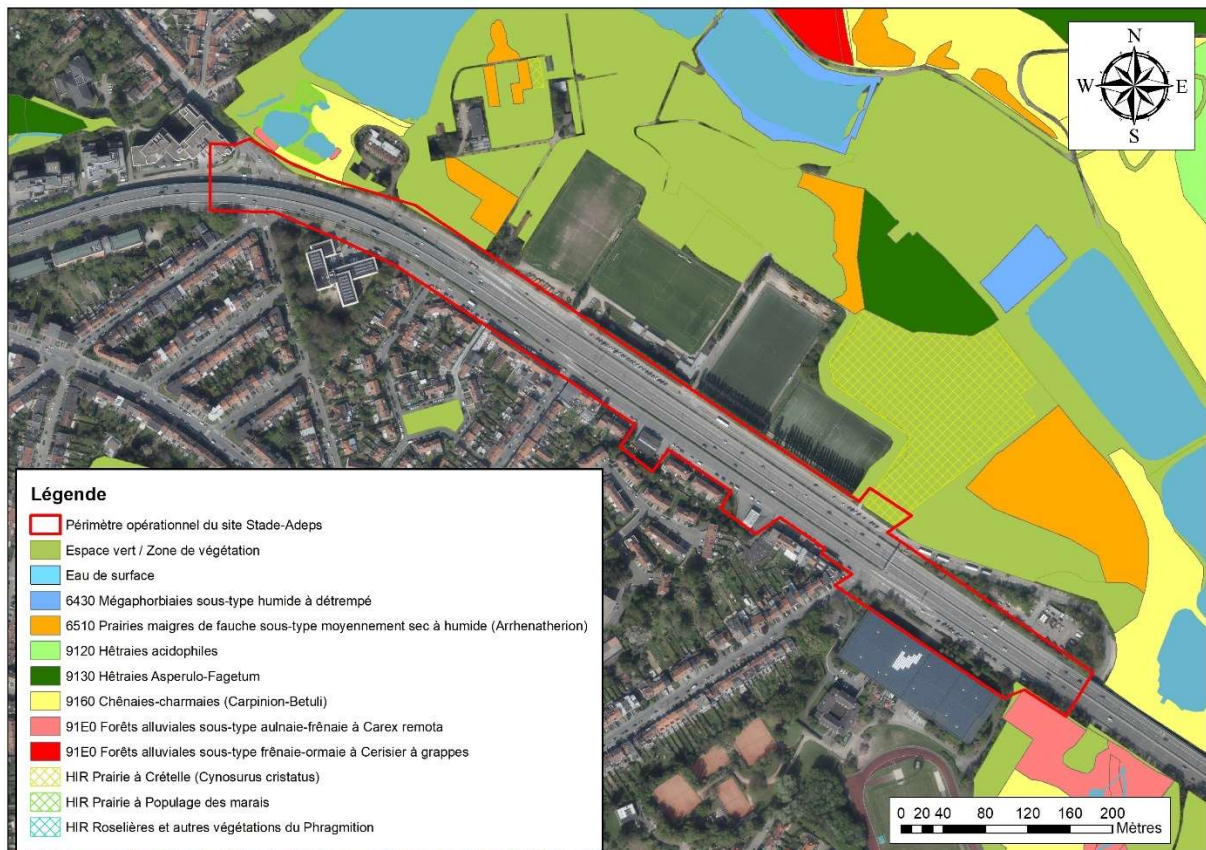 N
W E
S
Légende
Périmètre opérationnel du site Stade-Adeps
Espace vert / Zone de végétation
Eau de surface
6430 Mégaphorbiaies sous-type humide à détrempé
6510 Prairies maigres de fauche sous-type moyennement sec à humide (Arrhenatherion)
9120 Hêtraies acidophiles
9130 Hêtraies Asperulo-Fagetum
9160 Chênaies-charmaies (Carpinion-Betuli)
91E0 Forêts alluviales sous-type aulnaie-frênaie à Carex remota
91E0 Forêts alluviales sous-type frênaie-ormaie à Cerisier à grappes
HIR Prairie à Crételle (Cynosurus cristatus)
HIR Prairie à Populage des marais
HIR Roselières et autres végétations du Phragmition
0 20 40 80 120 160 200
Mètres